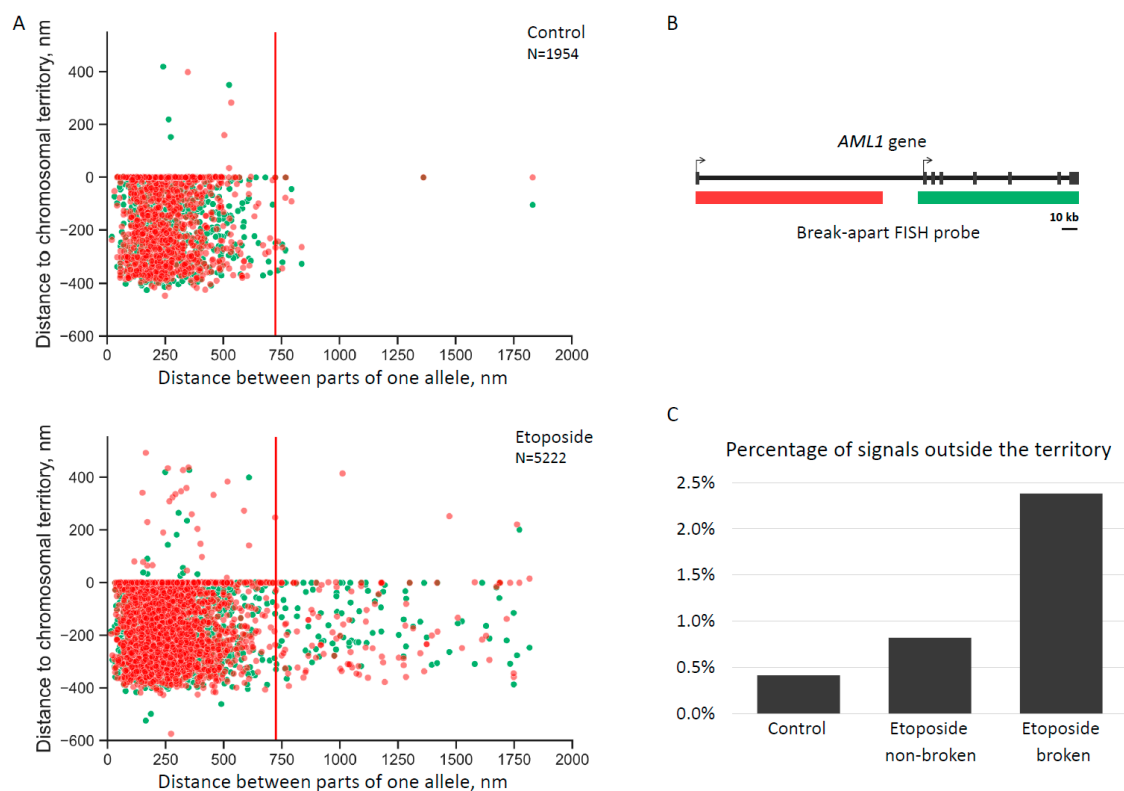 A
Control
N=1954
400
200
0
−200
−400
−600
Distance to chromosomal territory, nm
0 250 500 750 1000 1250 1500 1750 2000
Distance between parts of one allele, nm
Etoposide
N=5222
400
200
0
−200
−400
−600
Distance to chromosomal territory, nm
0 250 500 750 1000 1250 1500 1750 2000
Distance between parts of one allele, nm
B
AML1 gene
10 kb
Break-apart FISH probe
C
Percentage of signals outside the territory
2.5%
2.0%
1.5%
1.0%
0.5%
0.0%
Control
Etoposide
non-broken
Etoposide
broken